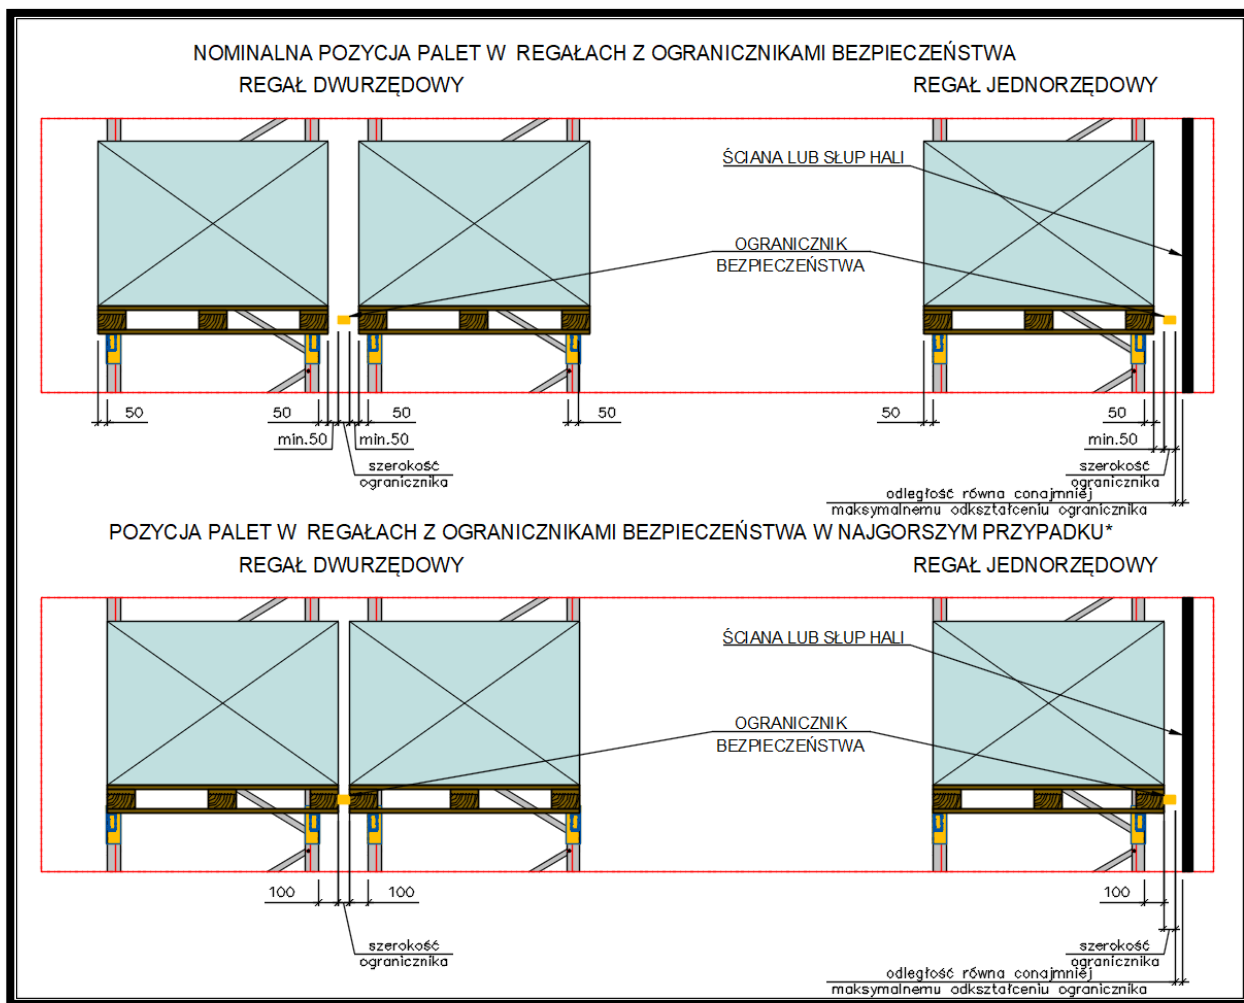 NOMINALNA POZYCJA PALET W REGAŁACH Z OGRANICZNIKAMI BEZPIECZEŃSTWA
REGAŁ DWURZĘDOWY
REGAŁ JEDNORZĘDOWY
ŚCIANA LUB SŁUP HALI
OGRANICZNIK
BEZPIECZEŃSTWA
50
50
50
50
50
50
min.50
min.50
min.50
szerokość
ogranicznika
szerokość
ogranicznika
odległość równa conajmniej
maksymalnemu odkształceniu ogranicznika
POZYCJA PALET W REGAŁACH Z OGRANICZNIKAMI BEZPIECZEŃSTWA W NAJGORSZYM PRZYPADKU*
REGAŁ DWURZĘDOWY
REGAŁ JEDNORZĘDOWY
ŚCIANA LUB SŁUP HALI
OGRANICZNIK
BEZPIECZEŃSTWA
100
100
100
szerokość
ogranicznika
szerokość
ogranicznika
odległość równa conajmniej
maksymalnemu odkształceniu ogranicznika